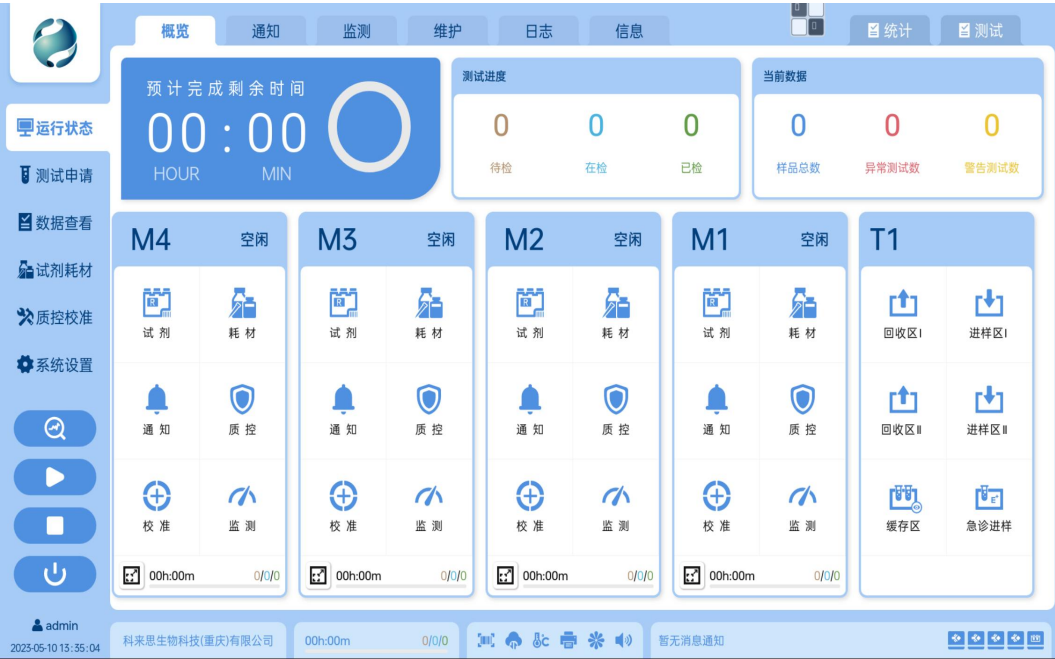 概览
通知
监测
维护
日志
信息
统计
测试
运行状态
测试申请
数据查看
试剂耗材
质控校准
系统设置
admin
2023-05-10 13:35:04
预计完成剩余时间
00:00
HOUR MIN
测试进度
0 0 0
待检 在检 已检
当前数据
0 0 0
样品总数 异常测试数 警告测试数
M4 空闲
试剂 耗材
通知 质控
校准 监测
00h:00m 0/0/0
M3 空闲
试剂 耗材
通知 质控
校准 监测
00h:00m 0/0/0
M2 空闲
试剂 耗材
通知 质控
校准 监测
00h:00m 0/0/0
M1 空闲
试剂 耗材
通知 质控
校准 监测
00h:00m 0/0/0
T1
回收区I 进样区I
回收区II 进样区II
缓存区 急诊进样
科来思生物科技(重庆)有限公司
00h:00m 0/0/0
暂无消息通知